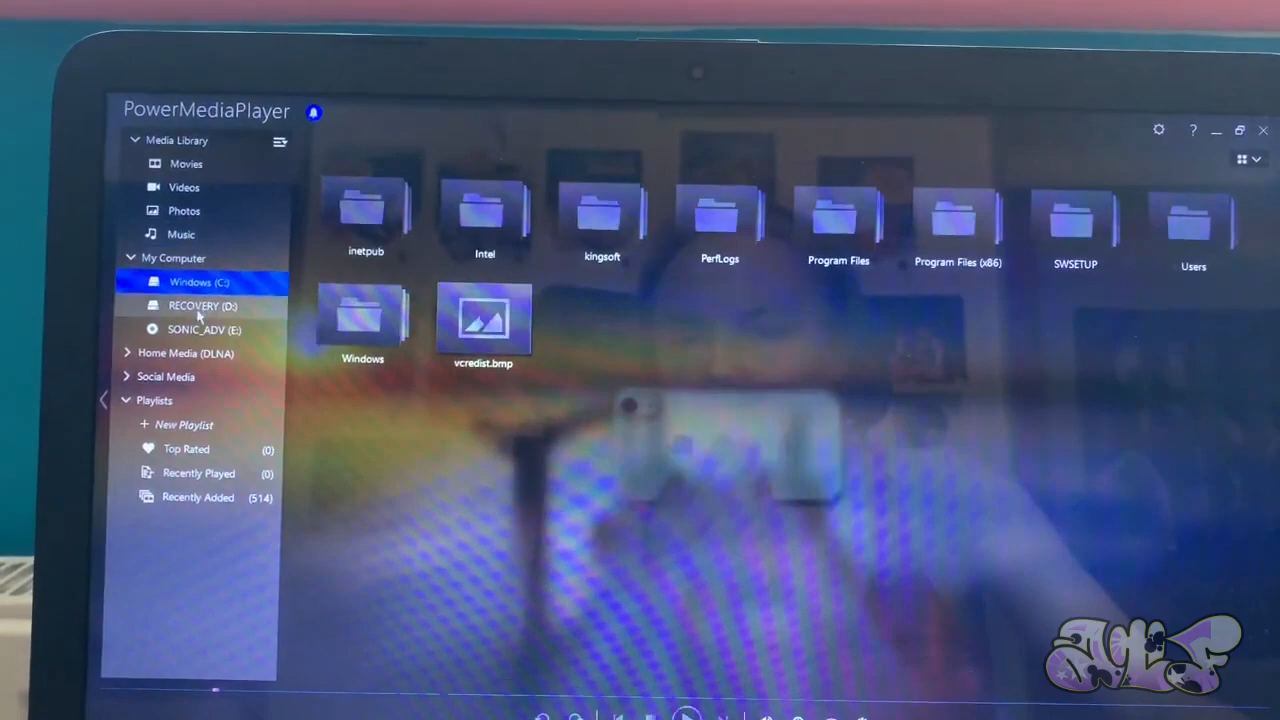 PowerMediaPlayer
Media Library
Movies
Videos
Photos
Music
My Computer
Windows (C:)
RECOVERY (D:)
SONIC_ADV (E:)
Home Media (DLNA)
Social Media
Playlists
+ New Playlist
Top Rated (0)
Recently Played (0)
Recently Added (514)
?
inetpub
Intel
kingsoft
PerfLogs
Program Files
Program Files (x86)
SWSETUP
Users
Windows
vcredist.bmp
ALF